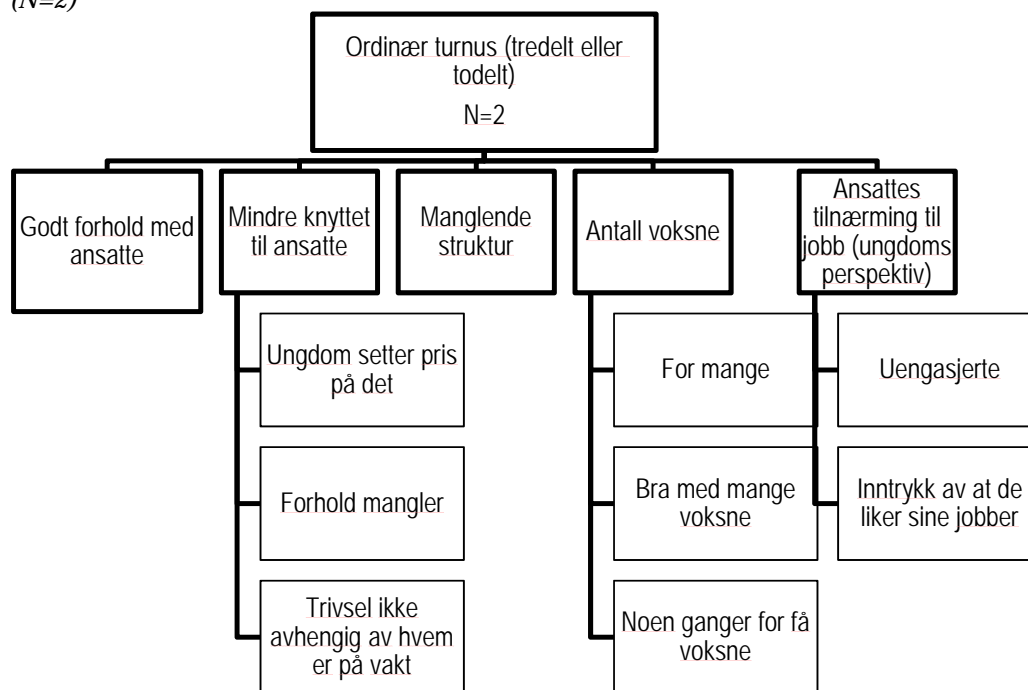 (N=2)
Ordinær turnus (tredelt eller
todelt)
N=2
Godt forhold med
ansatte
Mindre knyttet
til ansatte
Manglende
struktur
Antall voksne
Ansattes
tilnærming til
jobb (ungdoms
perspektiv)
Ungdom setter pris
på det
Forhold mangler
Trivsel ikke
avhengig av hvem
er på vakt
For mange
Bra med mange
voksne
Noen ganger for få
voksne
Uengasjerte
Inntrykk av at de
liker sine jobber